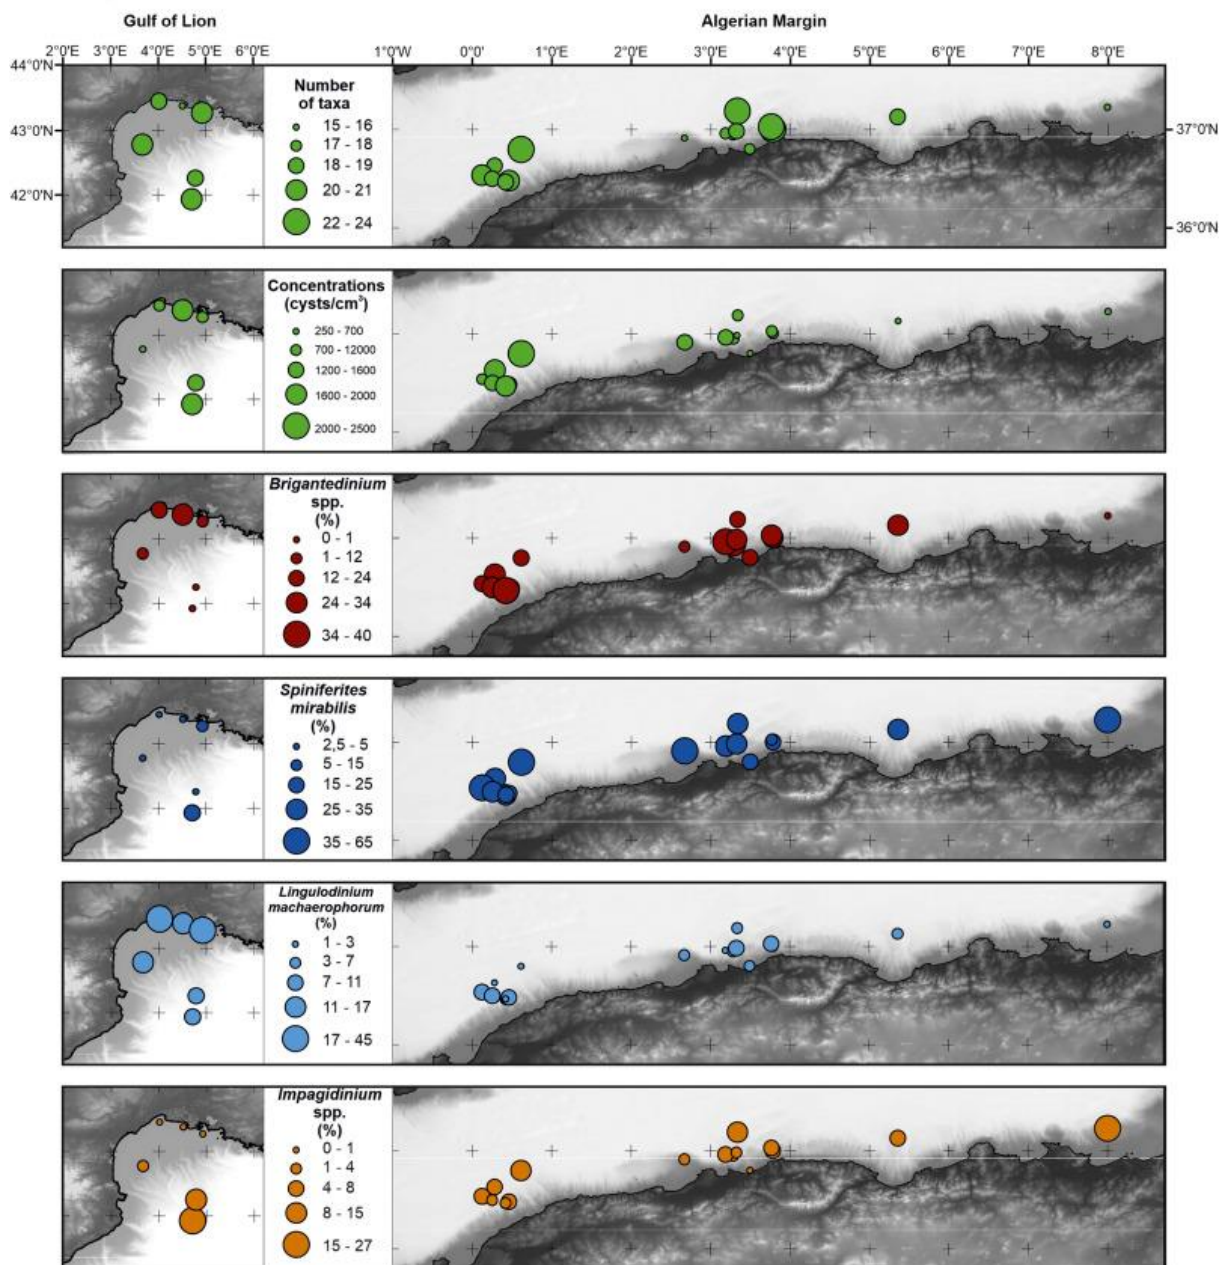 Gulf of Lion
Algerian Margin
2°0'E 3°0'E 4°0'E 5°0'E 6°0'E
1°0'W 0°0' 1°0'E 2°0'E 3°0'E 4°0'E 5°0'E 6°0'E 7°0'E 8°0'E
44°0'N
43°0'N
42°0'N
37°0'N
36°0'N
Number
of taxa
15 - 16
17 - 18
18 - 19
20 - 21
22 - 24
Concentrations
(cysts/cm³)
250 - 700
700 - 12000
1200 - 1600
1600 - 2000
2000 - 2500
Brigantedinium
spp.
(%)
0 - 1
1 - 12
12 - 24
24 - 34
34 - 40
Spiniferites
mirabilis
(%)
2,5 - 5
5 - 15
15 - 25
25 - 35
35 - 65
Lingulodinium
machaerophorum
(%)
1 - 3
3 - 7
7 - 11
11 - 17
17 - 45
Impagidinium
spp.
(%)
0 - 1
1 - 4
4 - 8
8 - 15
15 - 27